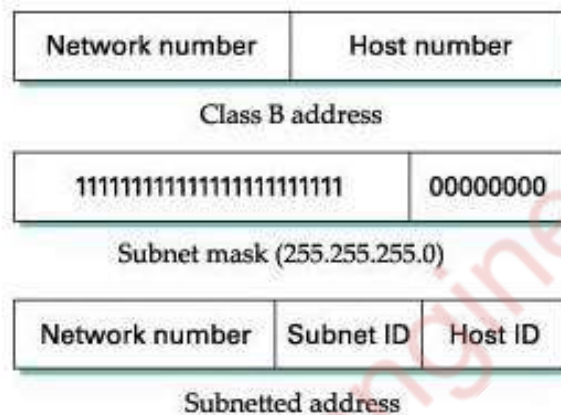 Network number Host number
Class B address
111111111111111111111111 00000000
Subnet mask (255.255.255.0)
Network number Subnet ID Host ID
Subnetted address